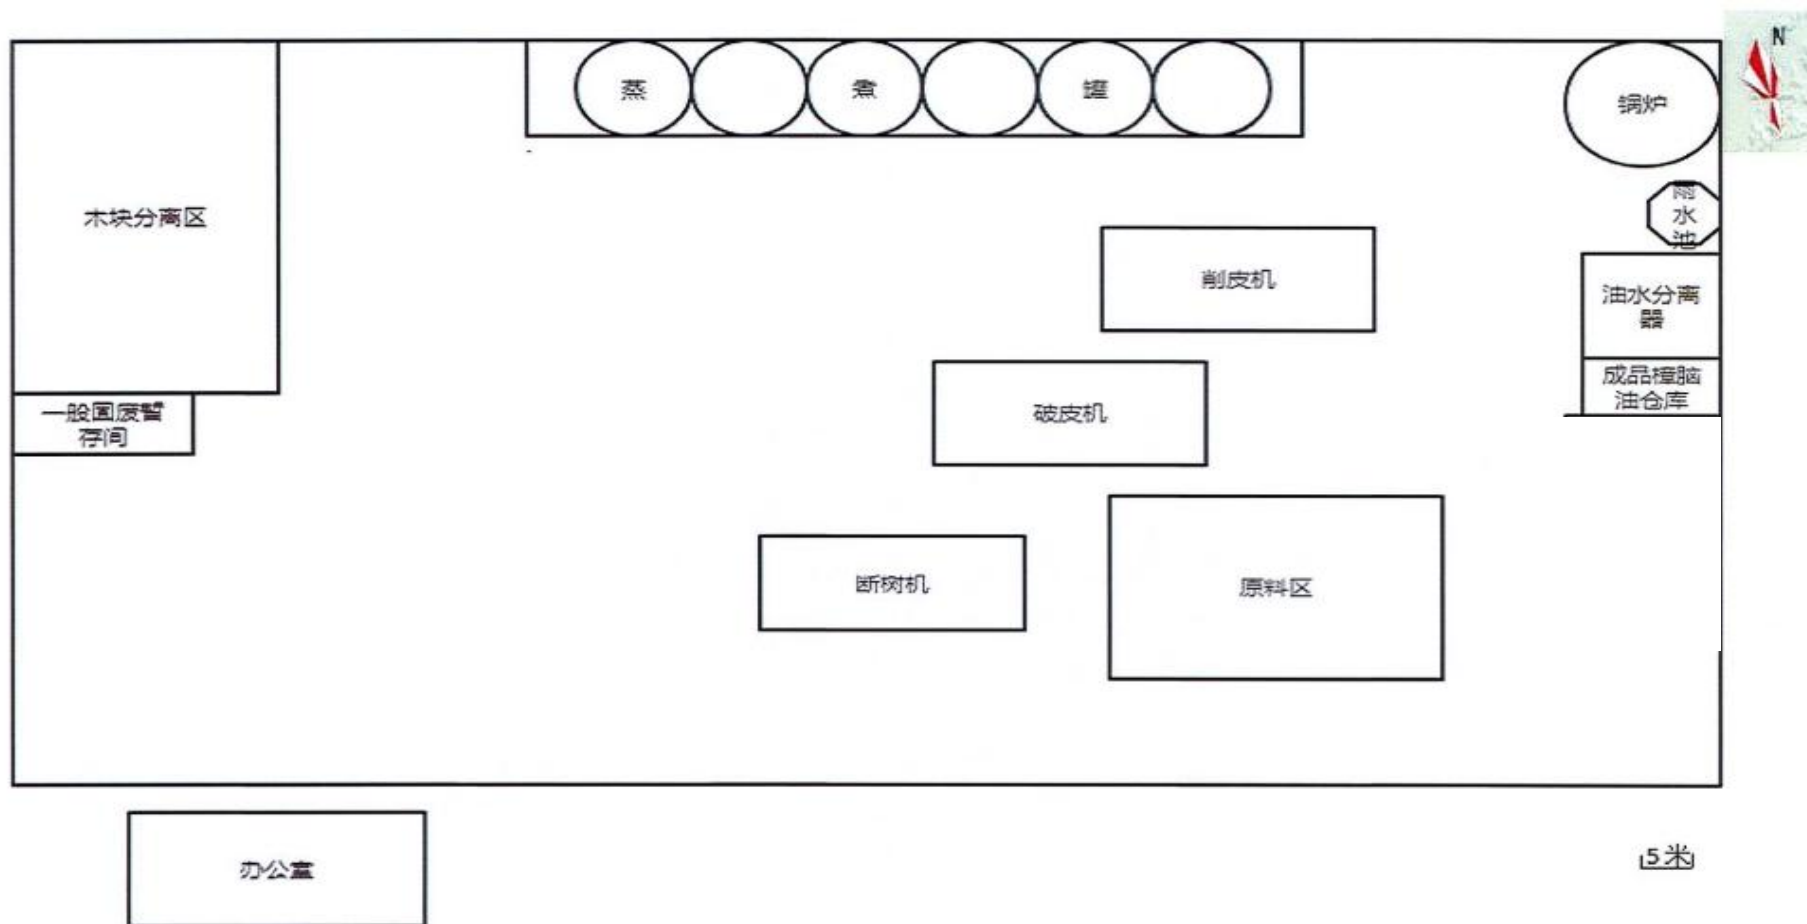 N
蒸
煮
罐
锅炉
木块分离区
雨
水
池
削皮机
油水分离
器
成品樟脑
油仓库
一般固废暂
存间
破皮机
断树机
原料区
办公室
5米